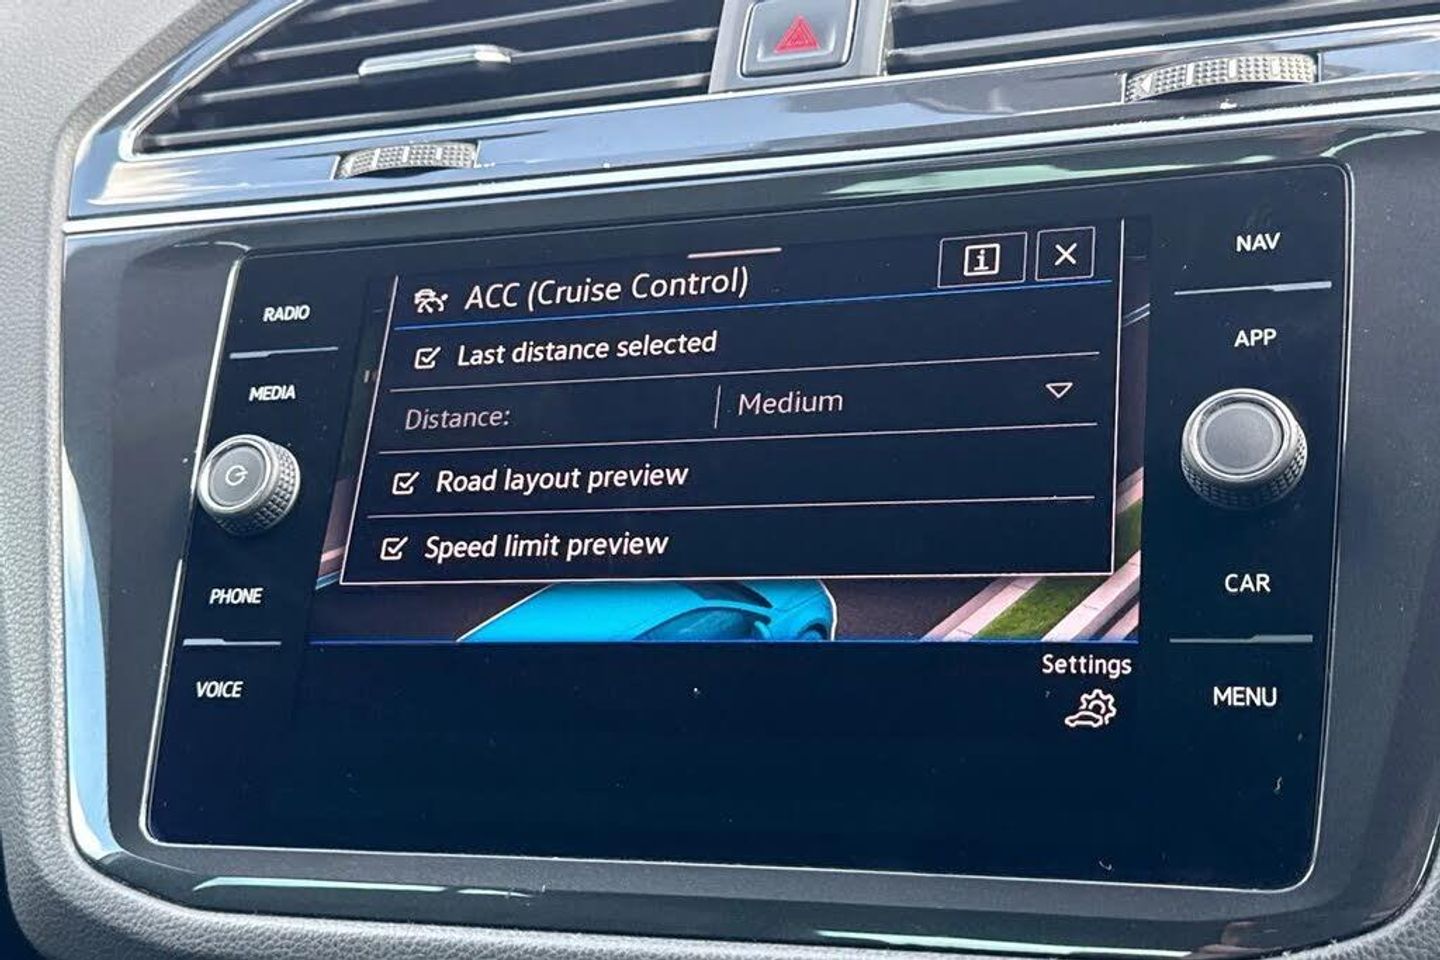 RADIO
MEDIA
PHONE
VOICE
ACC (Cruise Control)
Last distance selected
Distance: Medium
Road layout preview
Speed limit preview
Settings
NAV
APP
CAR
MENU